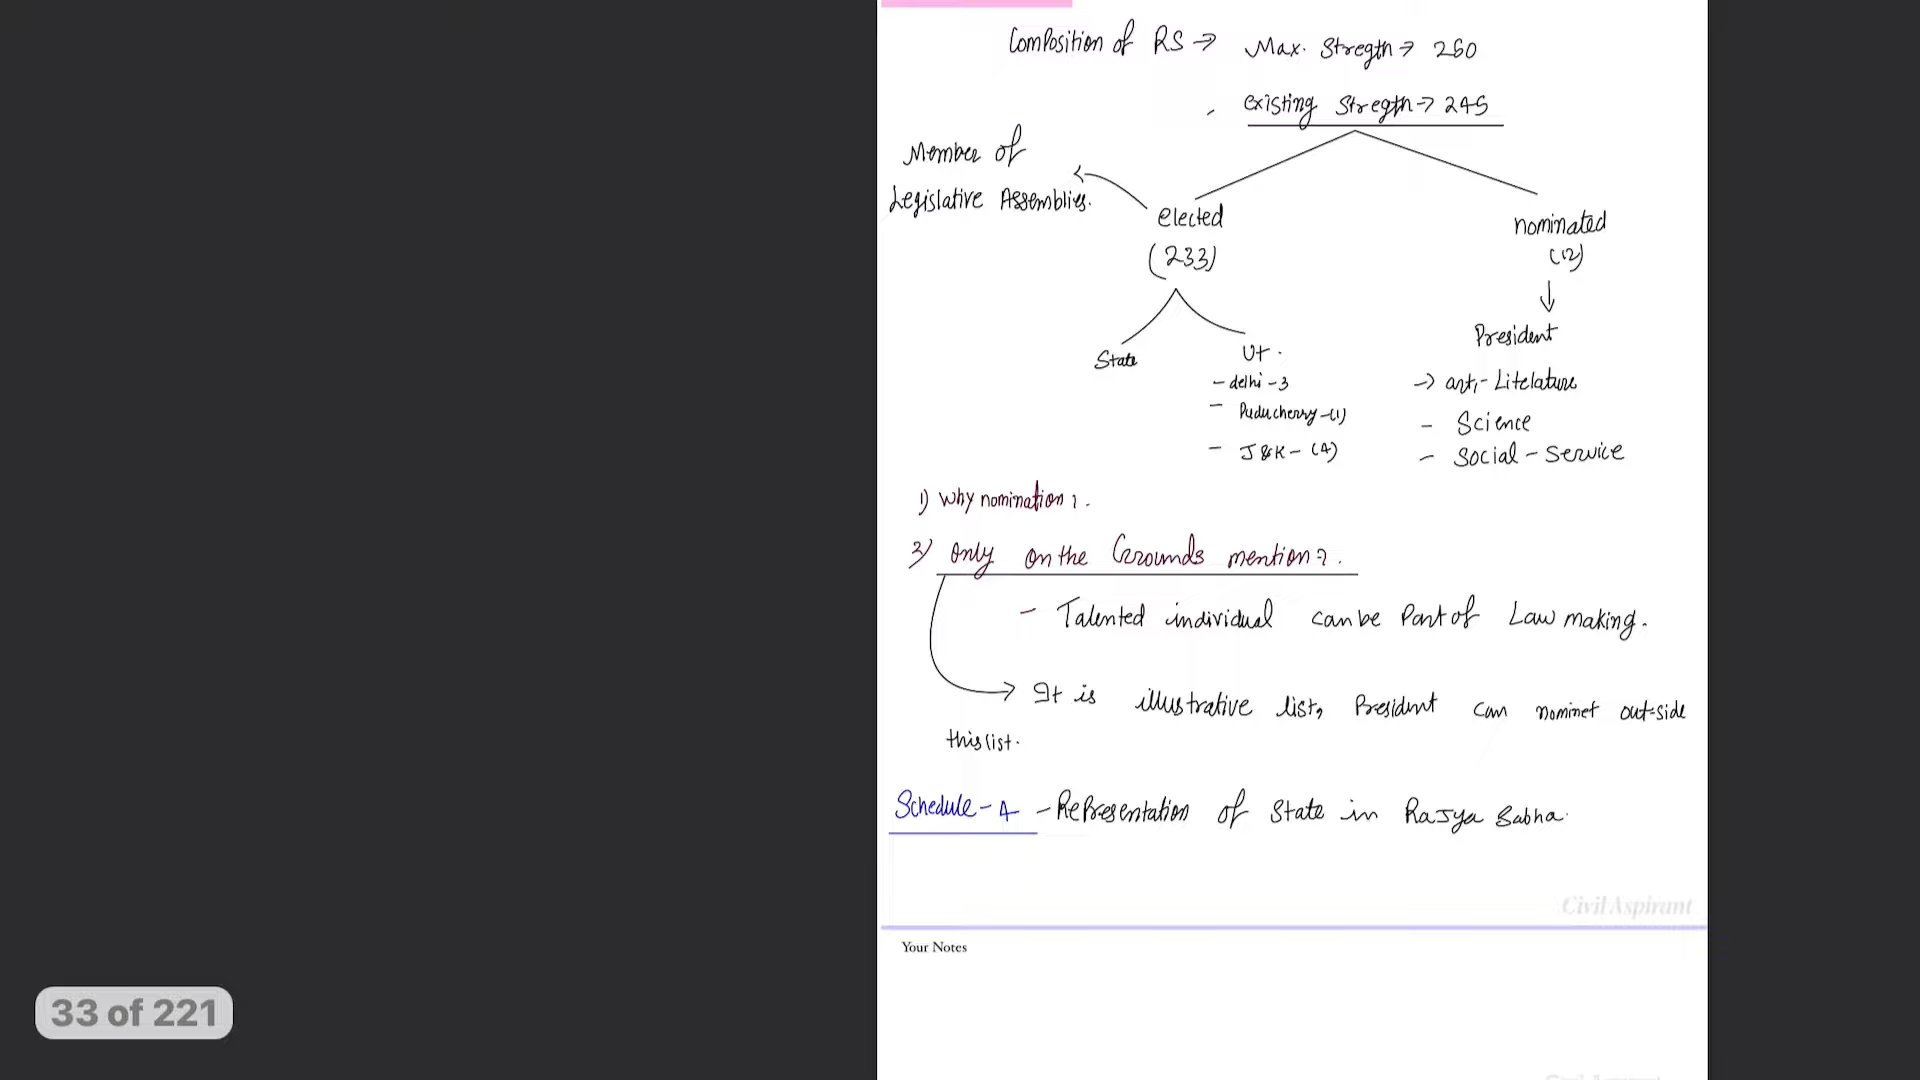 Composition of RS → Max. Stregth → 250
existing Stregth → 245
Member of
Legislative Assemblies.
elected
(233)
nominated
(12)
President
State
UT.
- delhi - 3
- Puducherry - (1)
- J&K - (4)
→ art, - Litelature
- Science
- Social - Service
1) Why nomination?.
2) Only on the Grounds mention?.
- Talented individual can be Part of Law making.
→ It is illustrative list, President can nominet out-side
this list.
Schedule - 4 - Representation of State in Rajya Sabha.
Civil Aspirant
Your Notes
33 of 221